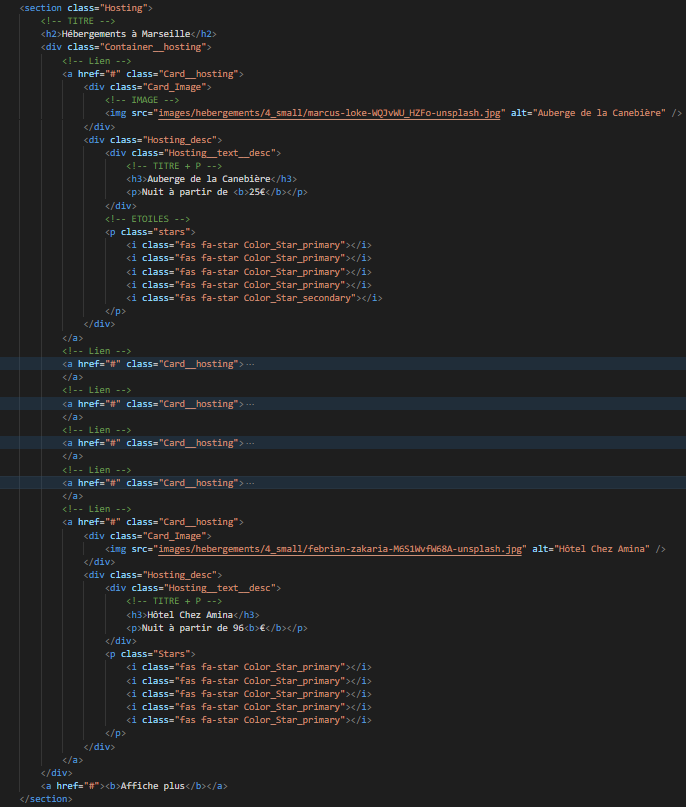 <section class="Hosting">
<!-- TITRE -->
<h2>Hébergements à Marseille</h2>
<div class="Container__hosting">
<!-- Lien -->
<a href="#" class="Card__hosting">
<div class="Card_Image">
<!-- IMAGE -->
<img src="images/hebergements/4_small/marcus-loke-WQJvWU_HZFo-unsplash.jpg" alt="Auberge de la Canebière" />
</div>
<div class="Hosting_desc">
<div class="Hosting__text__desc">
<!-- TITRE + P -->
<h3>Auberge de la Canebière</h3>
<p>Nuit à partir de <b>25€</b></p>
</div>
<!-- ETOILES -->
<p class="stars">
<i class="fas fa-star Color_Star_primary"></i>
<i class="fas fa-star Color_Star_primary"></i>
<i class="fas fa-star Color_Star_primary"></i>
<i class="fas fa-star Color_Star_primary"></i>
<i class="fas fa-star Color_Star_secondary"></i>
</p>
</div>
</a>
<!-- Lien -->
<a href="#" class="Card__hosting">…
</a>
<!-- Lien -->
<a href="#" class="Card__hosting">…
</a>
<!-- Lien -->
<a href="#" class="Card__hosting">…
</a>
<!-- Lien -->
<a href="#" class="Card__hosting">…
</a>
<!-- Lien -->
<a href="#" class="Card__hosting">
<div class="Card_Image">
<img src="images/hebergements/4_small/febrian-zakaria-M6S1WvfW68A-unsplash.jpg" alt="Hôtel Chez Amina" />
</div>
<div class="Hosting_desc">
<div class="Hosting__text__desc">
<!-- TITRE + P -->
<h3>Hôtel Chez Amina</h3>
<p>Nuit à partir de 96<b>€</b></p>
</div>
<p class="Stars">
<i class="fas fa-star Color_Star_primary"></i>
<i class="fas fa-star Color_Star_primary"></i>
<i class="fas fa-star Color_Star_primary"></i>
<i class="fas fa-star Color_Star_primary"></i>
<i class="fas fa-star Color_Star_primary"></i>
</p>
</div>
</a>
</div>
<a href="#"><b>Affiche plus</b></a>
</section>